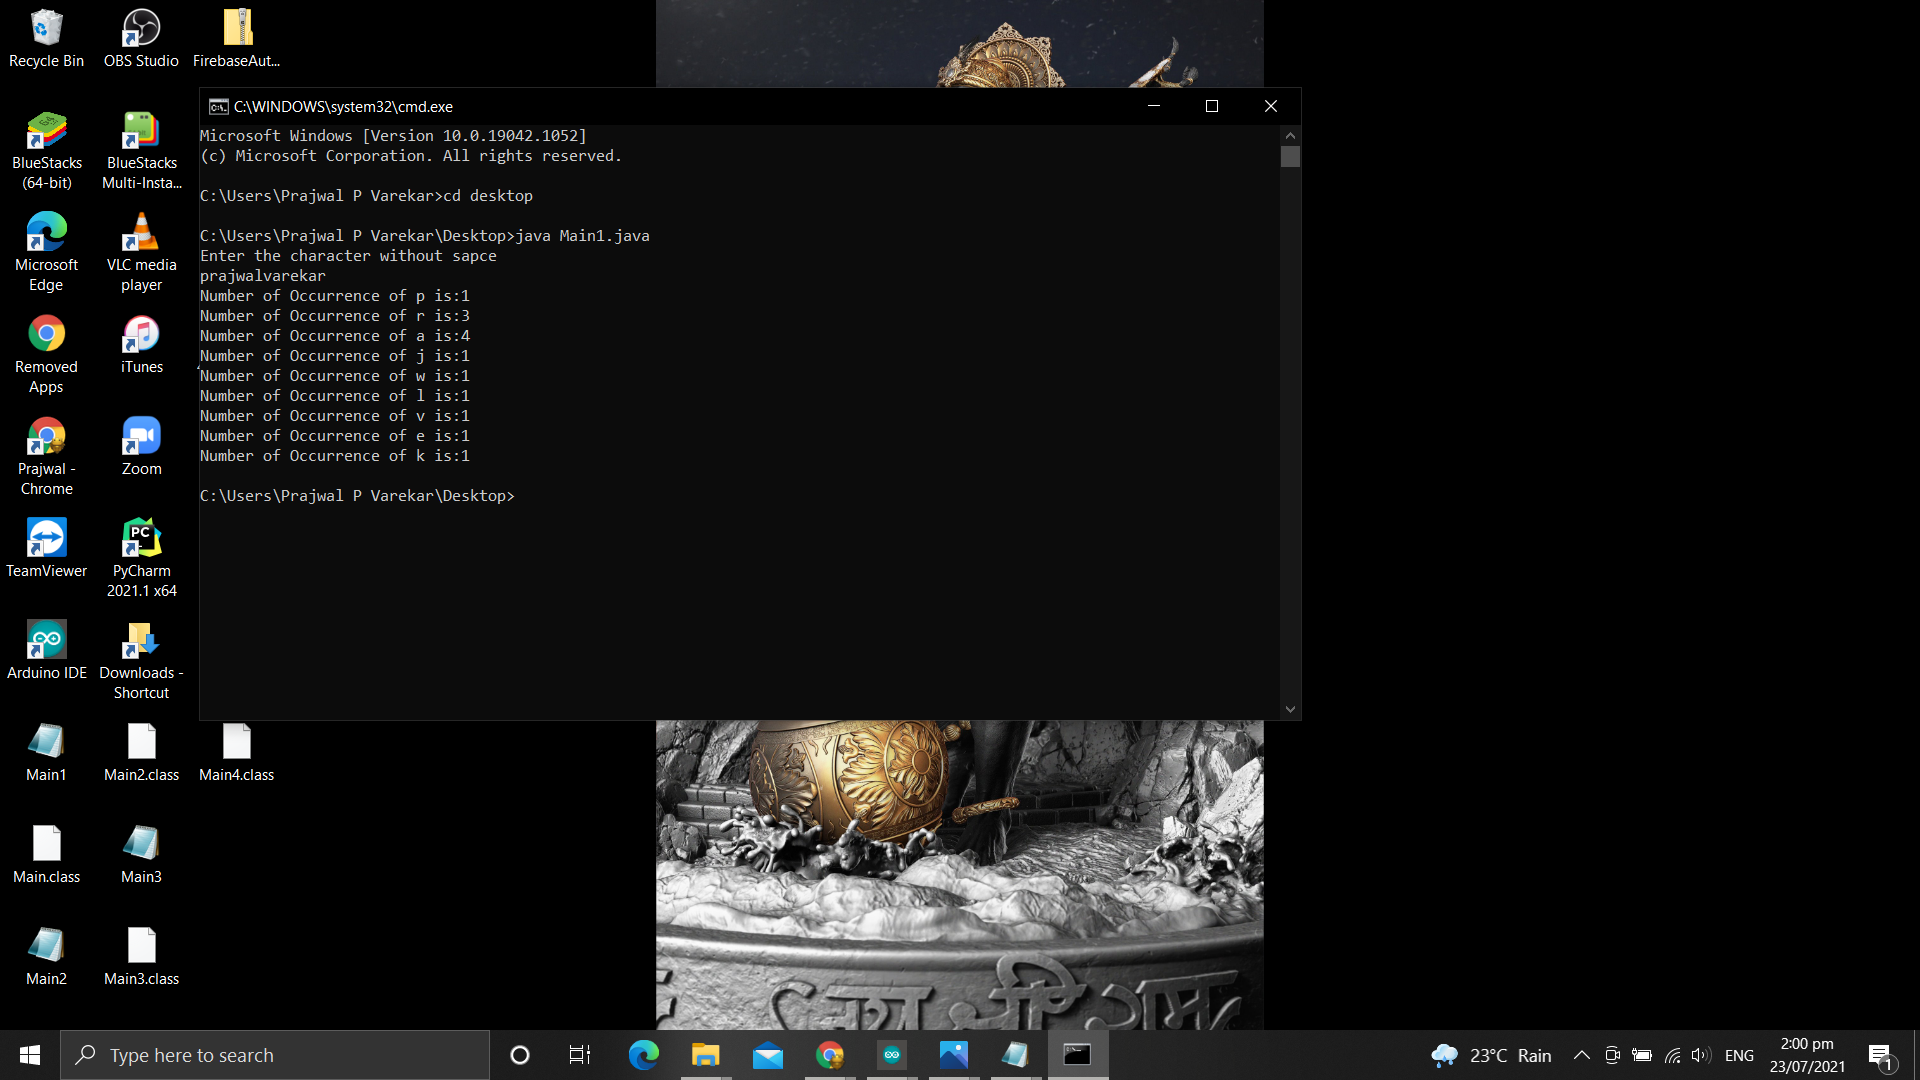 Recycle Bin
OBS Studio
FirebaseAut...
BlueStacks
(64-bit)
BlueStacks
Multi-Insta...
Microsoft
Edge
VLC media
player
Removed
Apps
iTunes
Prajwal -
Chrome
Zoom
TeamViewer
PyCharm
2021.1 x64
Arduino IDE
Downloads -
Shortcut
Main1
Main2.class
Main4.class
Main.class
Main3
Main2
Main3.class
C:\WINDOWS\system32\cmd.exe
Microsoft Windows [Version 10.0.19042.1052]
(c) Microsoft Corporation. All rights reserved.
C:\Users\Prajwal P Varekar>cd desktop
C:\Users\Prajwal P Varekar\Desktop>java Main1.java
Enter the character without sapce
prajwalvarekar
Number of Occurrence of p is:1
Number of Occurrence of r is:3
Number of Occurrence of a is:4
Number of Occurrence of j is:1
Number of Occurrence of w is:1
Number of Occurrence of l is:1
Number of Occurrence of v is:1
Number of Occurrence of e is:1
Number of Occurrence of k is:1
C:\Users\Prajwal P Varekar\Desktop>
जय श्री राम
Type here to search
23°C Rain
ENG
2:00 pm
23/07/2021
1